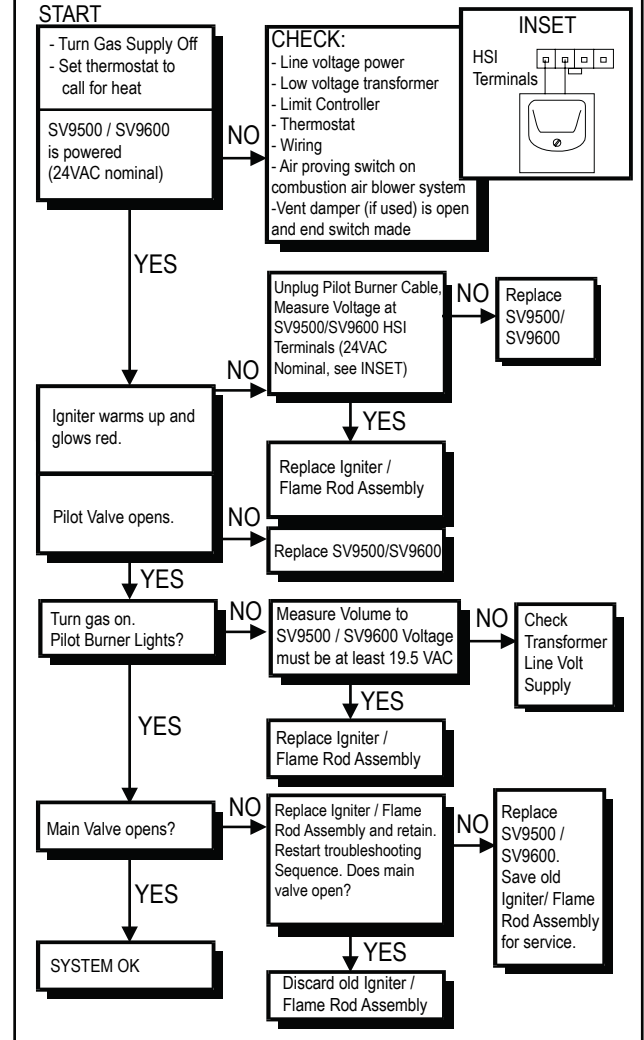 START
- Turn Gas Supply Off
- Set thermostat to
call for heat
SV9500 / SV9600
is powered
(24VAC nominal)
NO
CHECK:
- Line voltage power
- Low voltage transformer
- Limit Controller
- Thermostat
- Wiring
- Air proving switch on
combustion air blower system
-Vent damper (if used) is open
and end switch made
INSET
HSI
Terminals
YES
Igniter warms up and
glows red.
NO
Unplug Pilot Burner Cable,
Measure Voltage at
SV9500/SV9600 HSI
Terminals (24VAC
Nominal, see INSET)
NO
Replace
SV9500/
SV9600
YES
Replace Igniter /
Flame Rod Assembly
Pilot Valve opens.
NO
Replace SV9500/SV9600
YES
Turn gas on.
Pilot Burner Lights?
NO
Measure Volume to
SV9500 / SV9600 Voltage
must be at least 19.5 VAC
NO
Check
Transformer
Line Volt
Supply
YES
Replace Igniter /
Flame Rod Assembly
YES
Main Valve opens?
NO
Replace Igniter / Flame
Rod Assembly and retain.
Restart troubleshooting
Sequence. Does main
valve open?
NO
Replace
SV9500 /
SV9600.
Save old
Igniter/ Flame
Rod Assembly
for service.
YES
Discard old Igniter /
Flame Rod Assembly
YES
SYSTEM OK